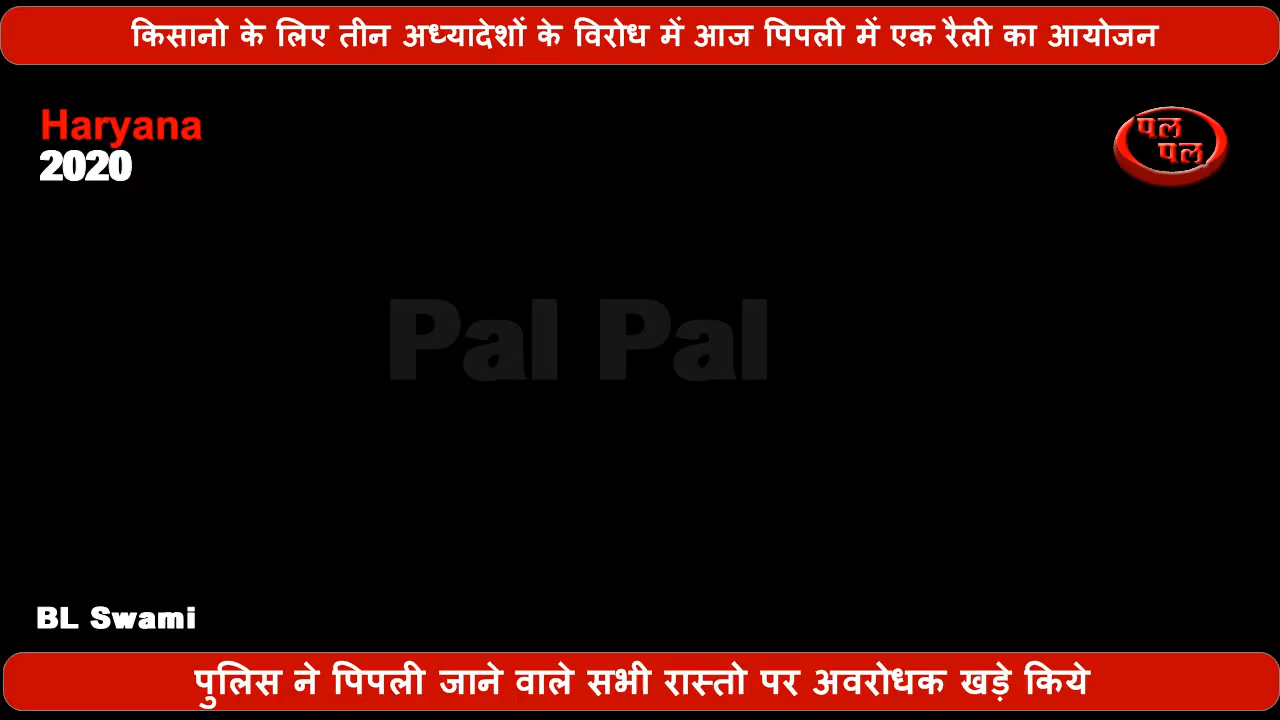 किसानो के लिए तीन अध्यादेशों के विरोध में आज पिपली में एक रैली का आयोजन
Haryana
2020
पल
पल
Pal Pal
BL Swami
पुलिस ने पिपली जाने वाले सभी रास्तो पर अवरोधक खड़े किये